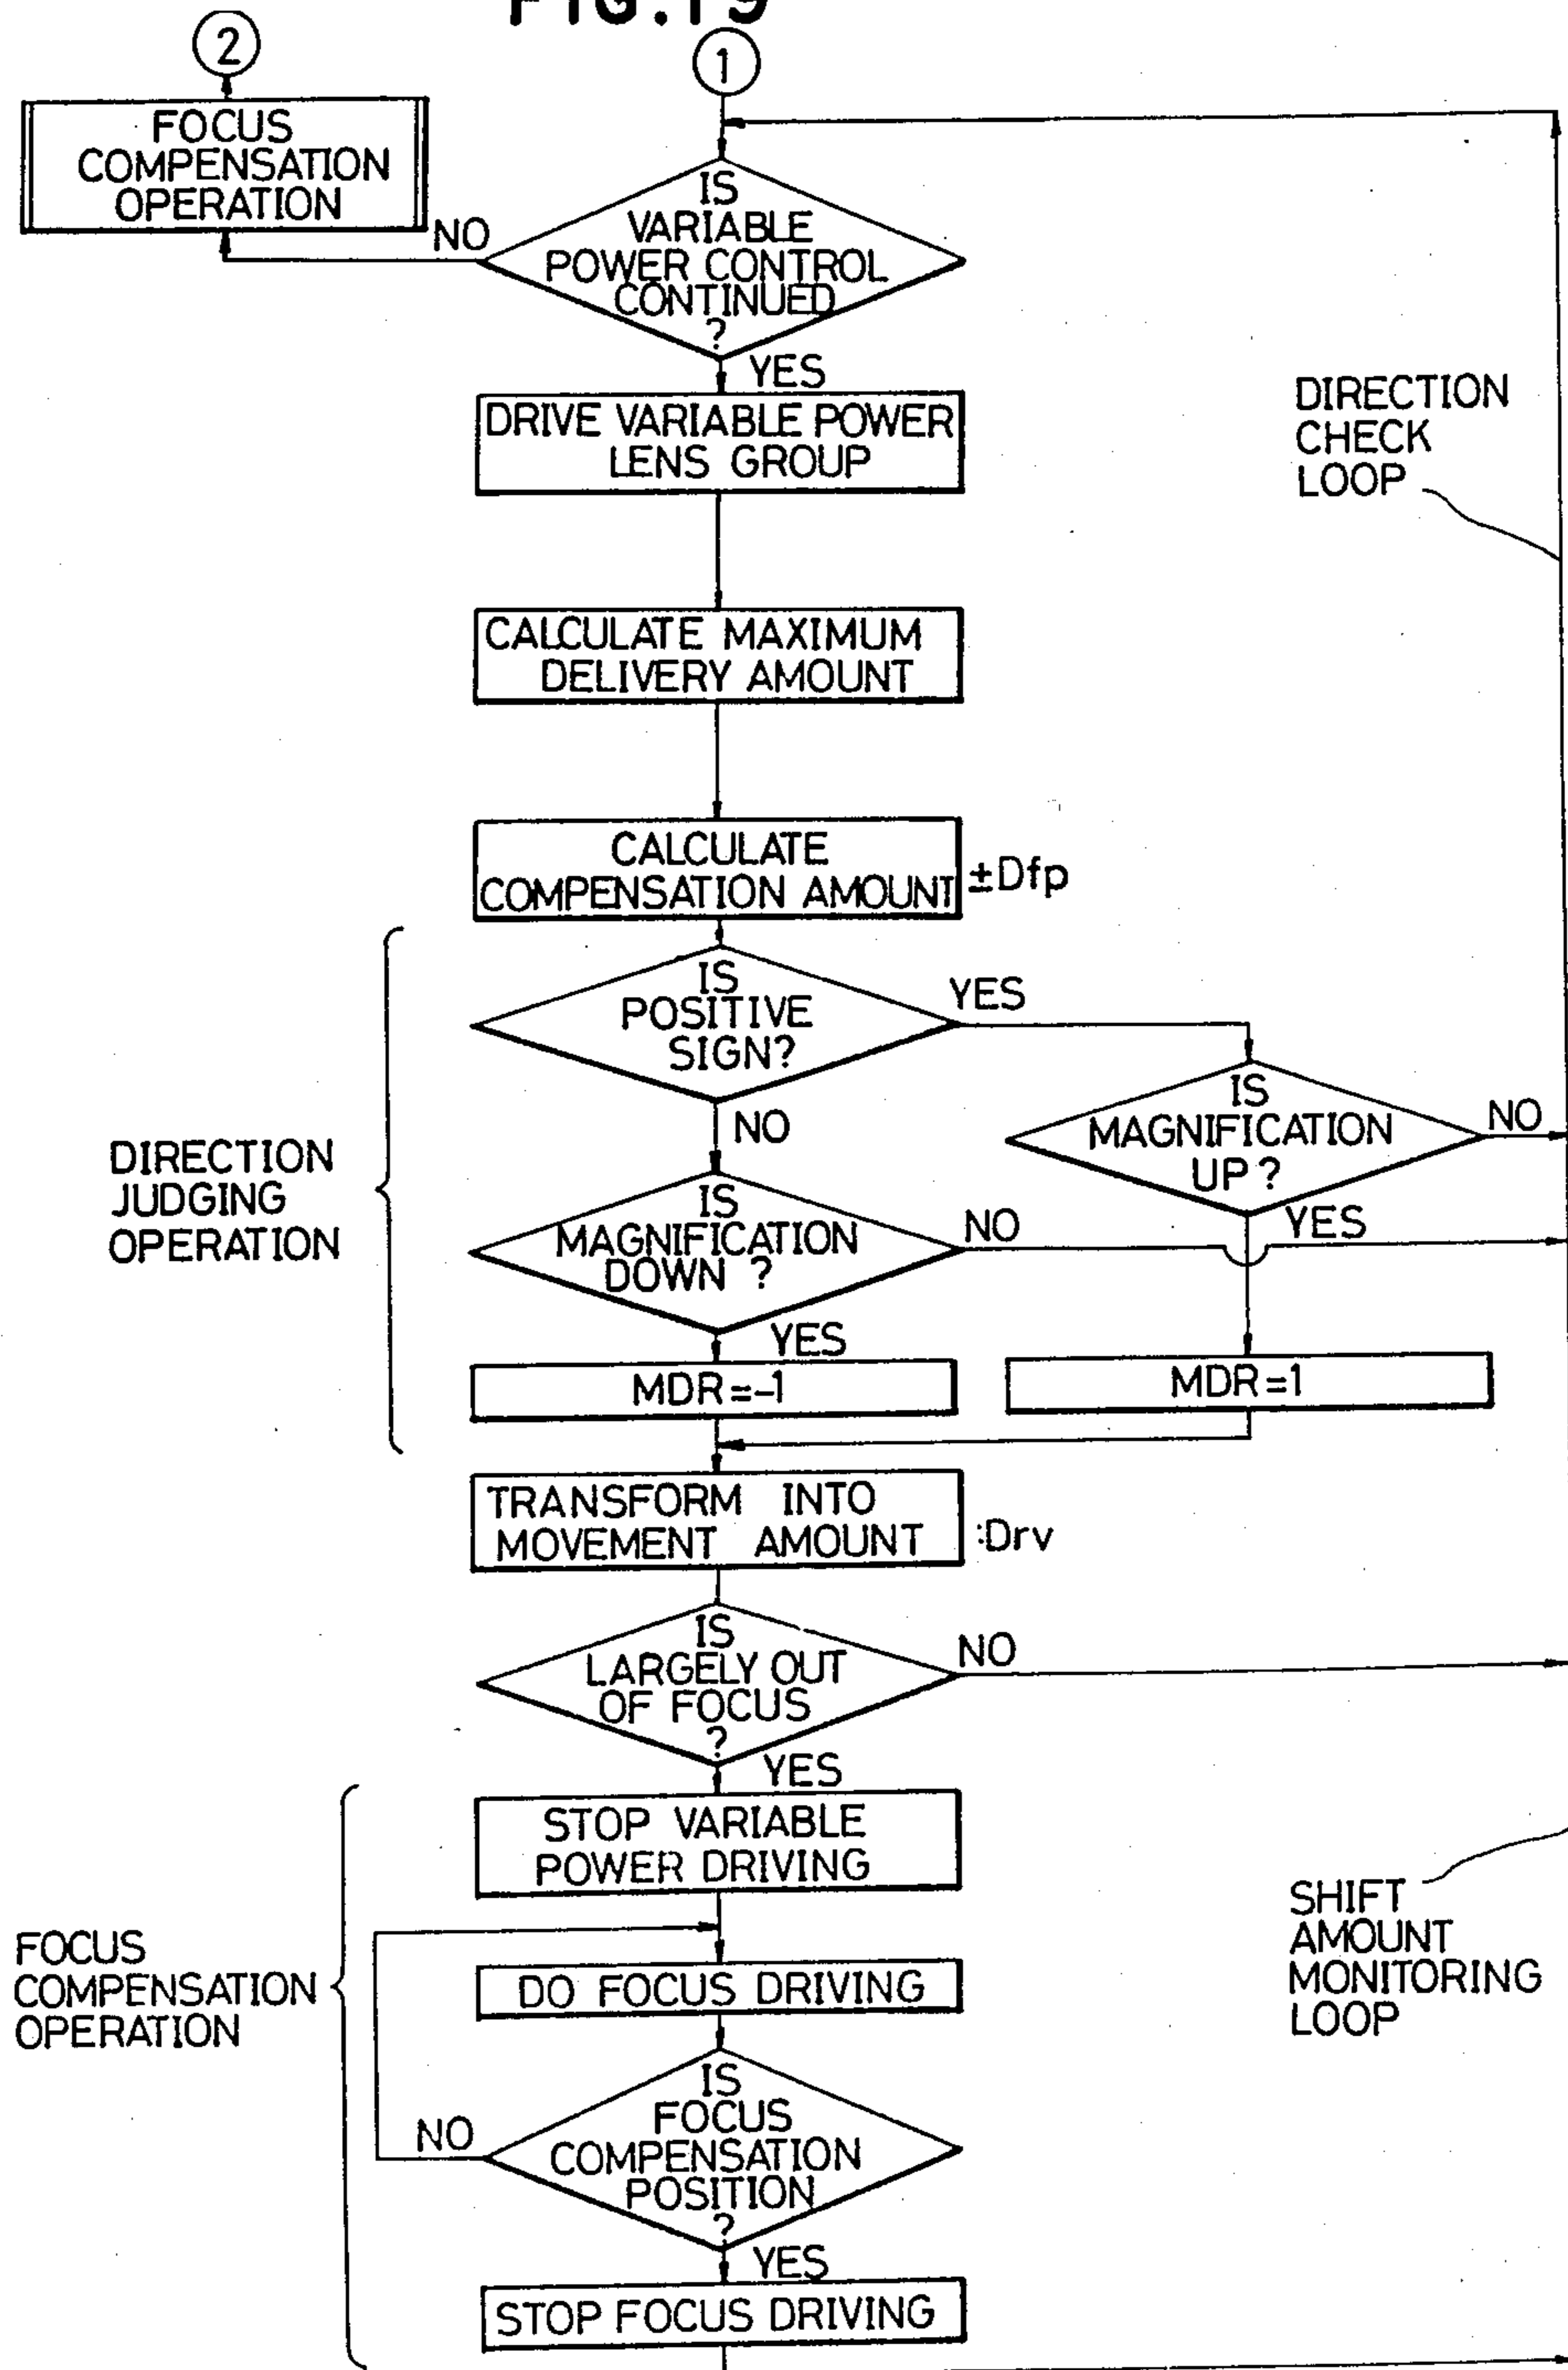 FIG.19
2
1
FOCUS
COMPENSATION
OPERATION
NO
IS
VARIABLE
POWER CONTROL
CONTINUED
?
YES
DRIVE VARIABLE POWER
LENS GROUP
DIRECTION
CHECK
LOOP
CALCULATE MAXIMUM
DELIVERY AMOUNT
CALCULATE
COMPENSATION AMOUNT
±Dfp
IS
POSITIVE
SIGN?
YES
NO
IS
MAGNIFICATION
UP?
NO
YES
DIRECTION
JUDGING
OPERATION
IS
MAGNIFICATION
DOWN ?
NO
YES
MDR=-1
MDR=1
TRANSFORM INTO
MOVEMENT AMOUNT
:Drv
IS
LARGELY OUT
OF FOCUS
?
NO
YES
STOP VARIABLE
POWER DRIVING
SHIFT
AMOUNT
MONITORING
LOOP
FOCUS
COMPENSATION
OPERATION
DO FOCUS DRIVING
IS
FOCUS
COMPENSATION
POSITION
?
NO
YES
STOP FOCUS DRIVING